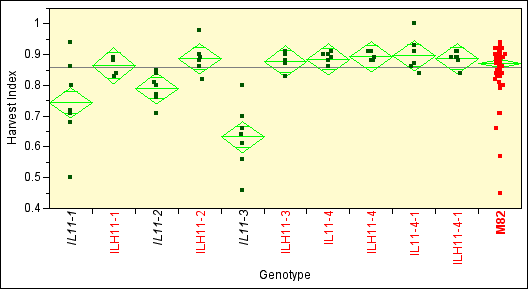 1
0.9
0.8
0.7
0.6
0.5
0.4
Harvest Index
IL11-1
ILH11-1
IL11-2
ILH11-2
IL11-3
ILH11-3
IL11-4
ILH11-4
IL11-4-1
ILH11-4-1
M82
Genotype